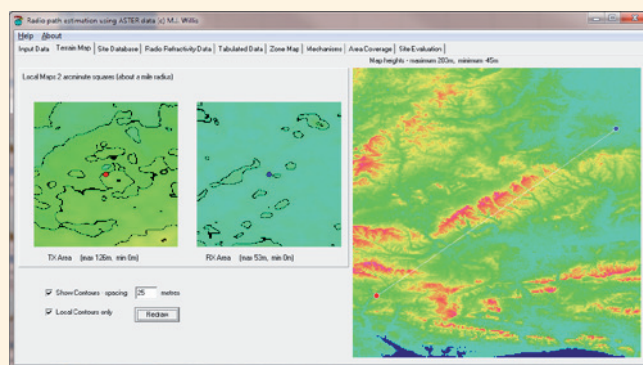 Radio path estimation using ASTER data (c) M.J. Willis
Help About
Input Data Terrain Map Site Database Radio Refractivity Data Tabulated Data Zone Map Mechanisms Area Coverage Site Evaluation
Map heights - maximum 283m, minimum -45m
Local Maps 2 arcminute squares (about a mile radius)
TX Area (max 126m, min 0m)
RX Area (max 53m, min 0m)
Show Contours spacing 25 metres
Local Contours only Redraw